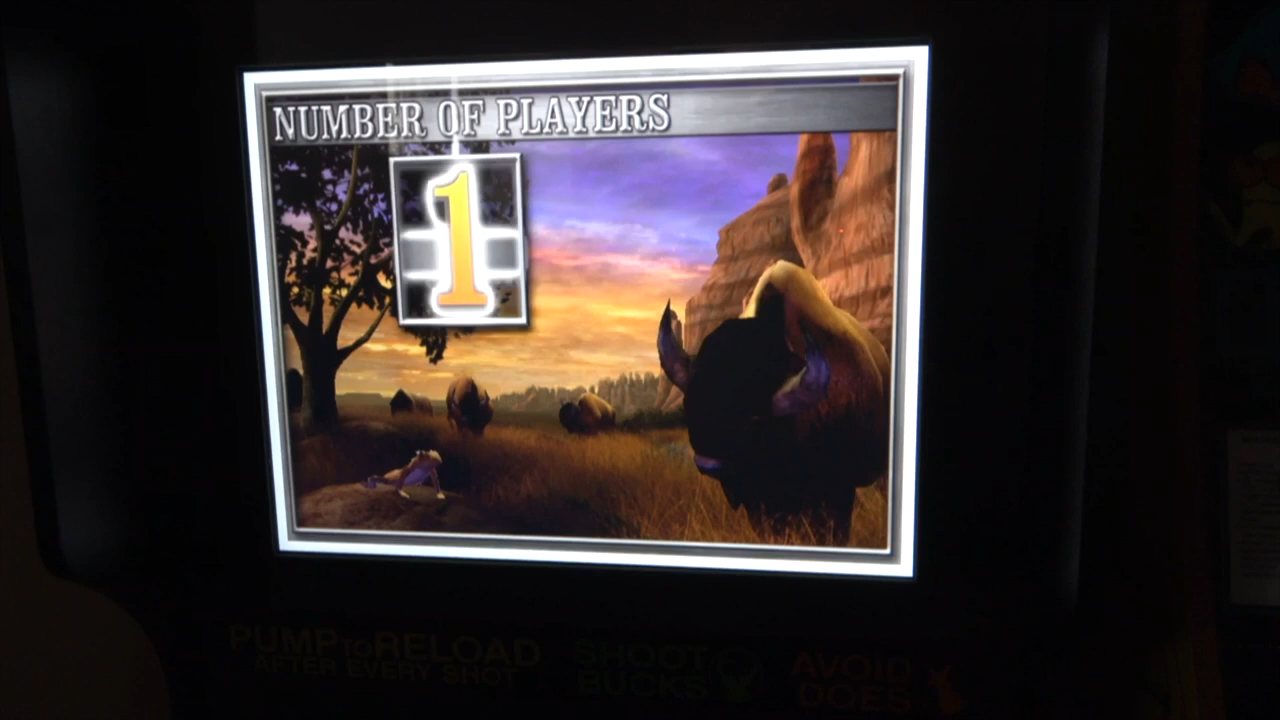 NUMBER OF PLAYERS
1
PUMP TO RELOAD
AFTER EVERY SHOT
SHOOT
BUCKS
AVOID
DOES